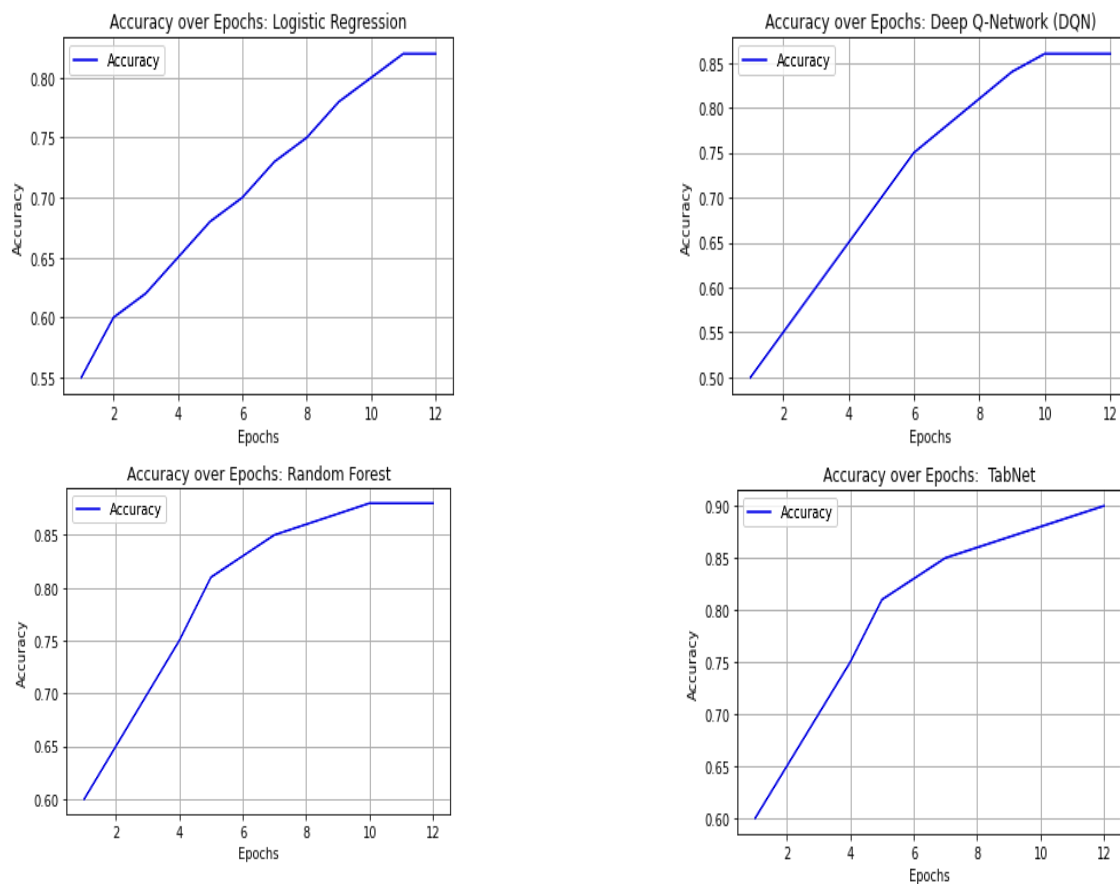 Accuracy over Epochs: Logistic Regression
Accuracy
0.80
0.75
0.70
0.65
0.60
0.55
Accuracy
2 4 6 8 10 12
Epochs
Accuracy over Epochs: Deep Q-Network (DQN)
Accuracy
0.85
0.80
0.75
0.70
0.65
0.60
0.55
0.50
Accuracy
2 4 6 8 10 12
Epochs
Accuracy over Epochs: Random Forest
Accuracy
0.85
0.80
0.75
0.70
0.65
0.60
Accuracy
2 4 6 8 10 12
Epochs
Accuracy over Epochs: TabNet
Accuracy
0.90
0.85
0.80
0.75
0.70
0.65
0.60
Accuracy
2 4 6 8 10 12
Epochs